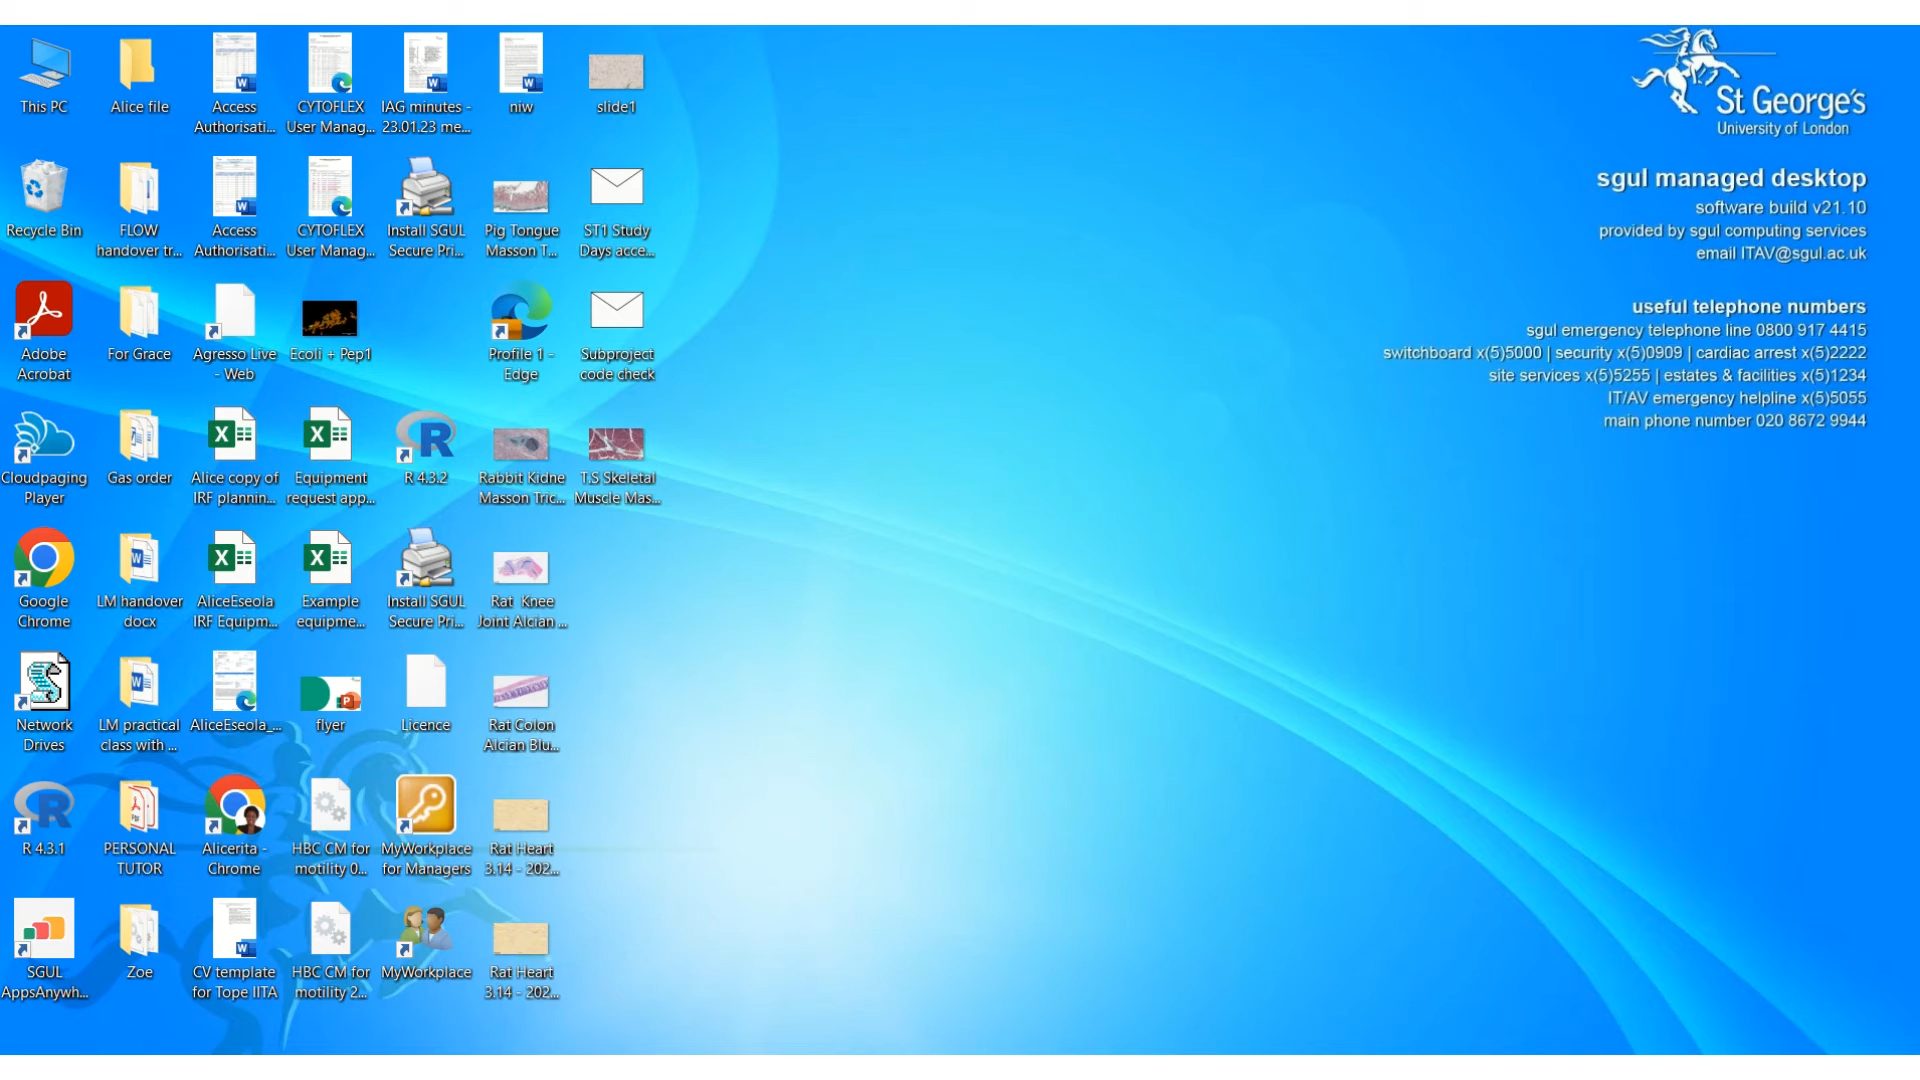 This PC
Alice file
Access
Authorisati...
CYTOFLEX
User Manag...
IAG minutes -
23.01.23 me...
niw
slide1
Recycle Bin
FLOW
handover tr...
Access
Authorisati...
CYTOFLEX
User Manag...
Install SGUL
Secure Pri...
Pig Tongue
Masson T...
ST1 Study
Days acce...
Adobe
Acrobat
For Grace
Agresso Live
- Web
Ecoli + Pep1
Profile 1 -
Edge
Subproject
code check
Cloudpaging
Player
Gas order
Alice copy of
IRF plannin...
Equipment
request app...
R 4.3.2
Rabbit Kidne
Masson Tric...
T.S Skeletal
Muscle Mas...
Google
Chrome
LM handover
docx
AliceEseola
IRF Equipm...
Example
equipme...
Install SGUL
Secure Pri...
Rat Knee
Joint Alcian ...
Network
Drives
LM practical
class with ...
AliceEseola_...
flyer
Licence
Rat Colon
Alcian Blu...
R 4.3.1
PERSONAL
TUTOR
Alicerita -
Chrome
HBC CM for
motility 0...
MyWorkplace
for Managers
Rat Heart
3.14 - 202...
SGUL
AppsAnywh...
Zoe
CV template
for Tope IITA
HBC CM for
motility 2...
MyWorkplace
Rat Heart
3.14 - 202...
St George's
University of London
sgul managed desktop
software build v21.10
provided by sgul computing services
email ITAV@sgul.ac.uk
useful telephone numbers
sgul emergency telephone line 0800 917 4415
switchboard x(5)5000 | security x(5)0909 | cardiac arrest x(5)2222
site services x(5)5255 | estates & facilities x(5)1234
IT/AV emergency helpline x(5)5055
main phone number 020 8672 9944